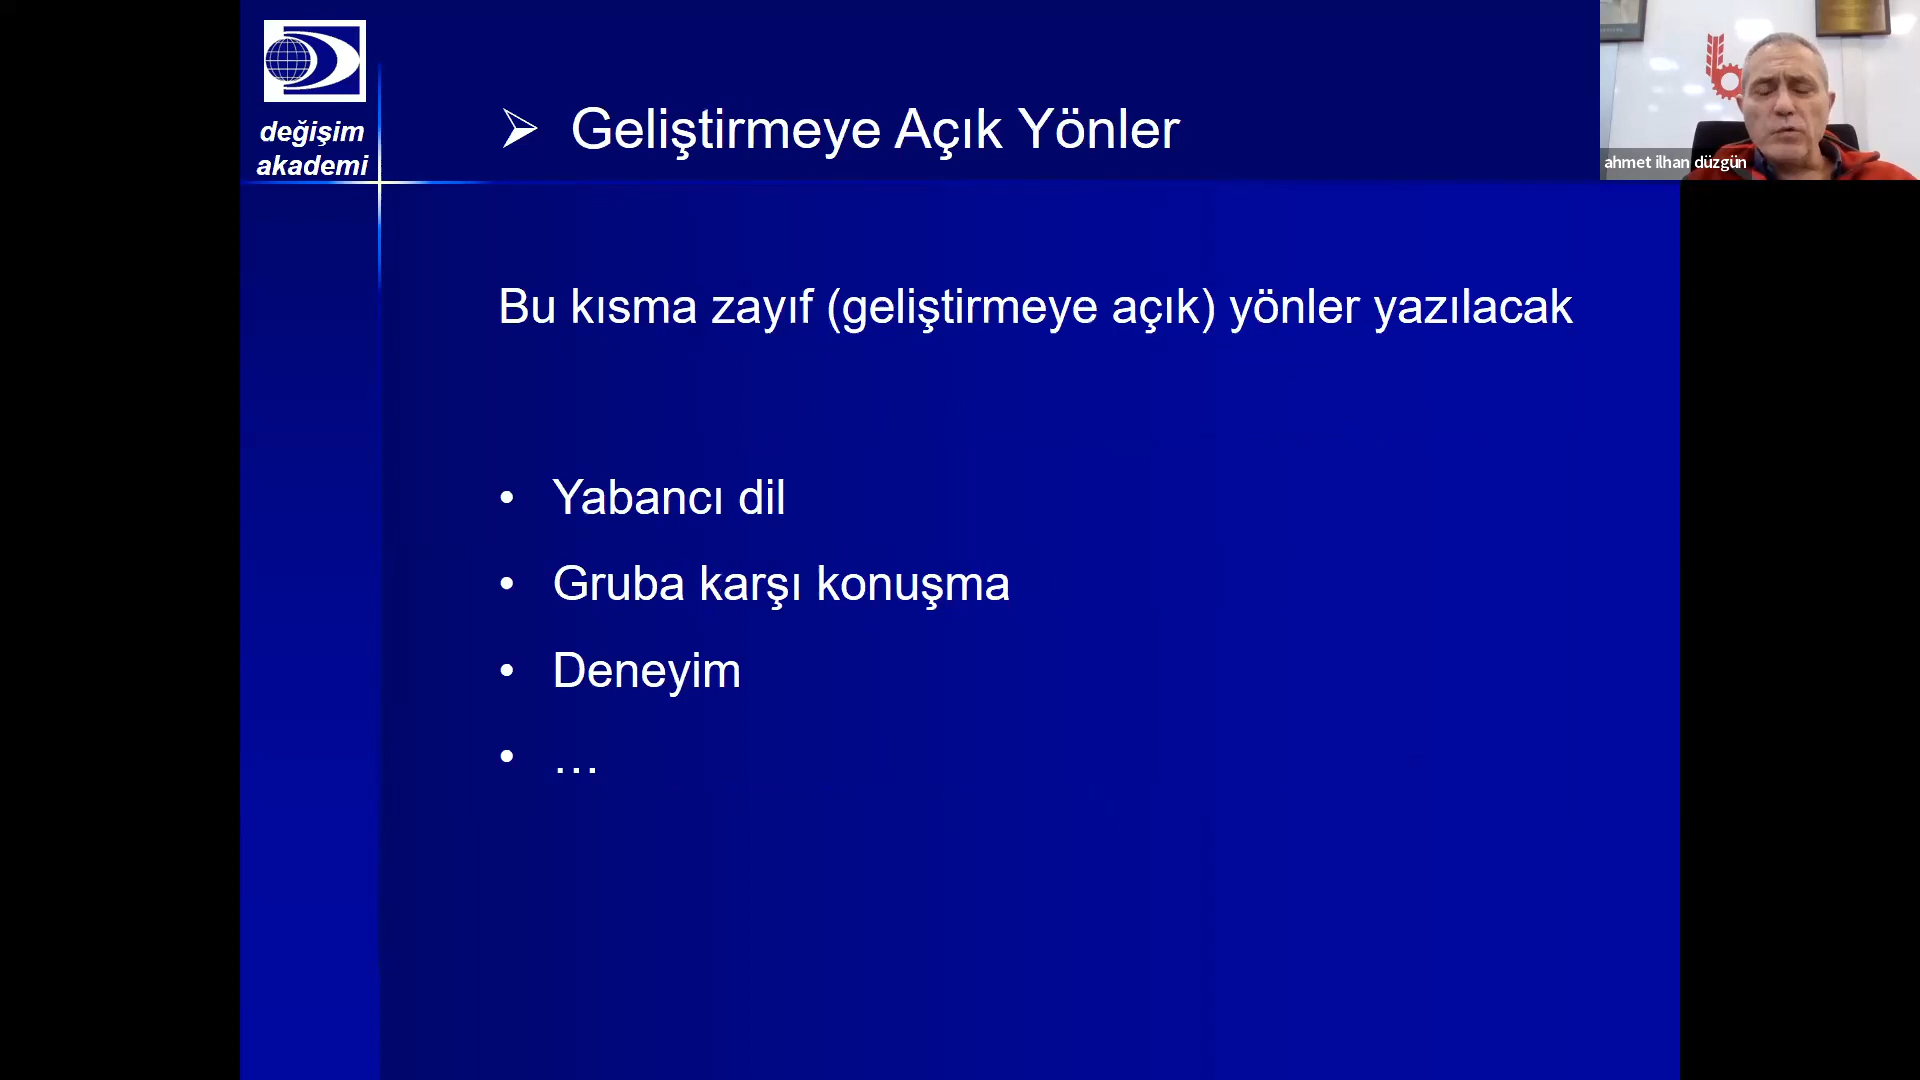 değişim
akademi
➢ Geliştirmeye Açık Yönler
ahmet ilhan düzgün
Bu kısma zayıf (geliştirmeye açık) yönler yazılacak
• Yabancı dil
• Gruba karşı konuşma
• Deneyim
• …